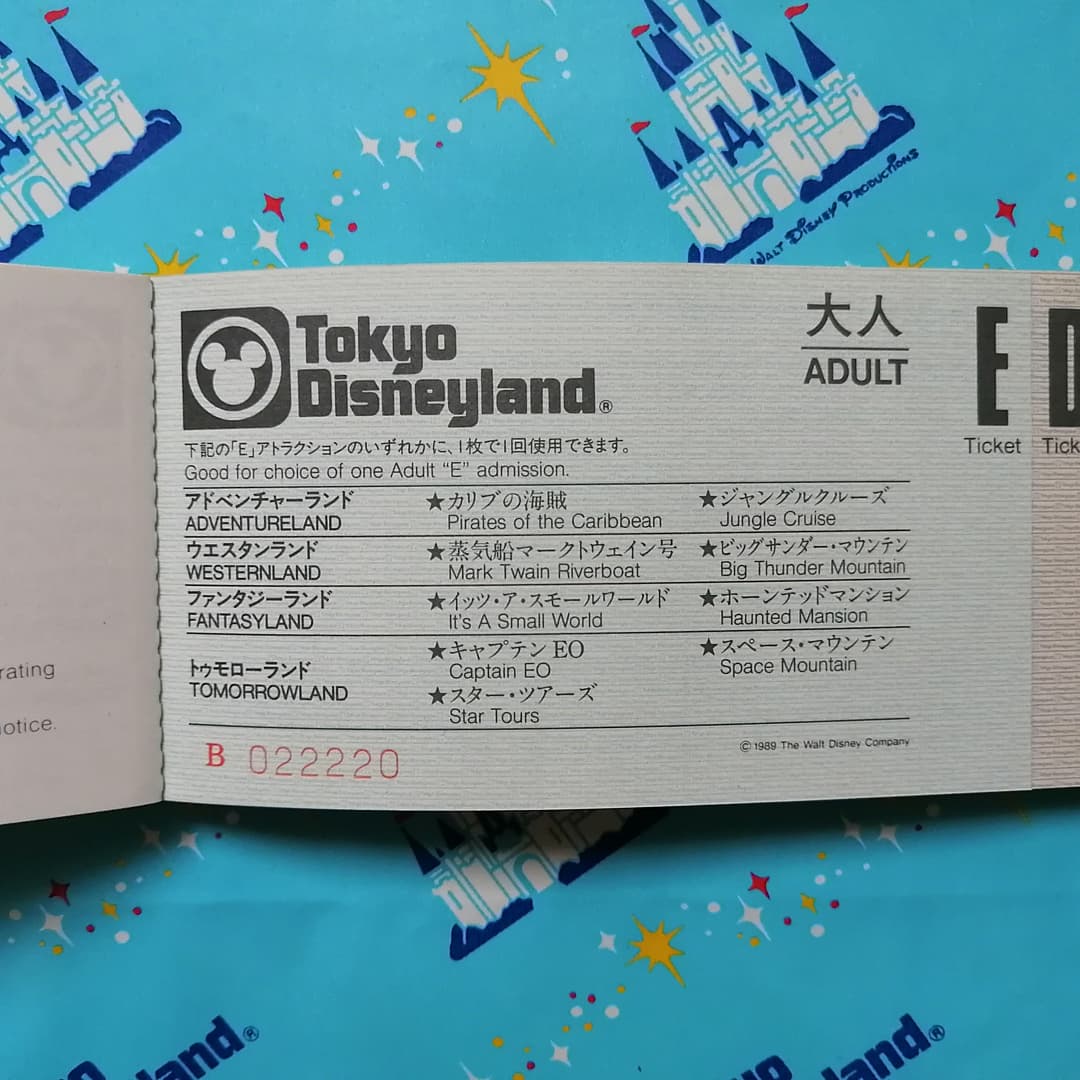 WALT DISNEY PRODUCTIONS
Tokyo
Disneyland®
大人
ADULT
E
Ticket
D
Tick
下記の「E」アトラクションのいずれかに、1枚で1回使用できます。
Good for choice of one Adult “E” admission.
アドベンチャーランド ★カリブの海賊 ★ジャングルクルーズ
ADVENTURELAND Pirates of the Caribbean Jungle Cruise
ウエスタンランド ★蒸気船マークトウェイン号 ★ビッグサンダー・マウンテン
WESTERNLAND Mark Twain Riverboat Big Thunder Mountain
ファンタジーランド ★イッツ・ア・スモールワールド ★ホーンテッドマンション
FANTASYLAND It's A Small World Haunted Mansion
★キャプテン EO ★スペース・マウンテン
Captain EO Space Mountain
トゥモローランド
TOMORROWLAND
★スター・ツアーズ
Star Tours
B 022220
© 1989 The Walt Disney Company
rating
notice.
and®
land®